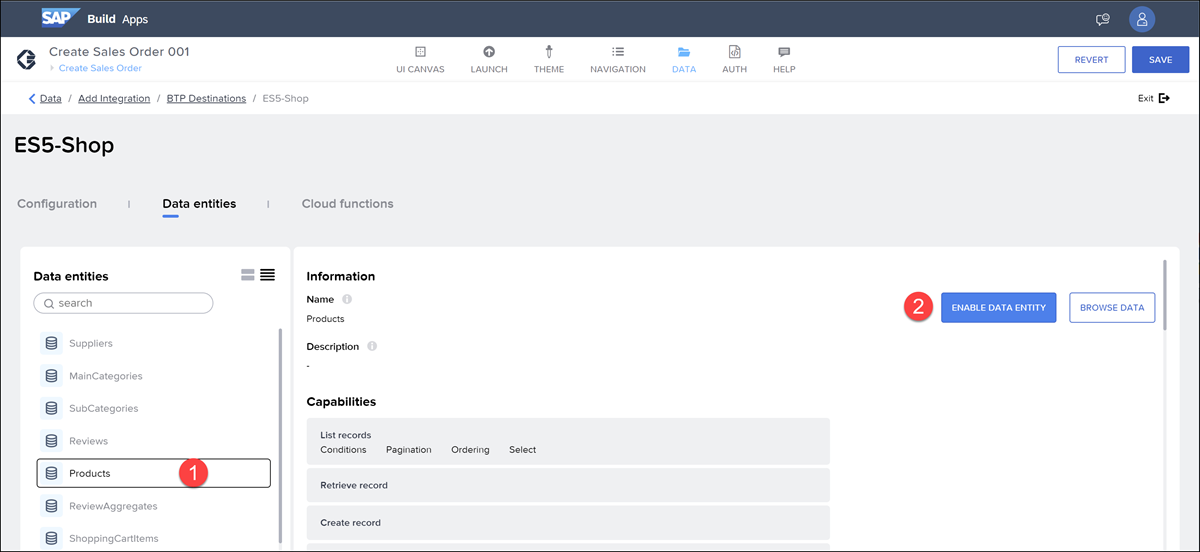 SAP Build Apps
Create Sales Order 001
Create Sales Order
UI CANVAS LAUNCH THEME NAVIGATION DATA AUTH HELP
REVERT SAVE
Data / Add Integration / BTP Destinations / ES5-Shop
Exit
ES5-Shop
Configuration | Data entities | Cloud functions
Data entities
search
Suppliers
MainCategories
SubCategories
Reviews
Products 1
ReviewAggregates
ShoppingCartItems
Information
Name
Products
2 ENABLE DATA ENTITY BROWSE DATA
Description
-
Capabilities
List records
Conditions Pagination Ordering Select
Retrieve record
Create record